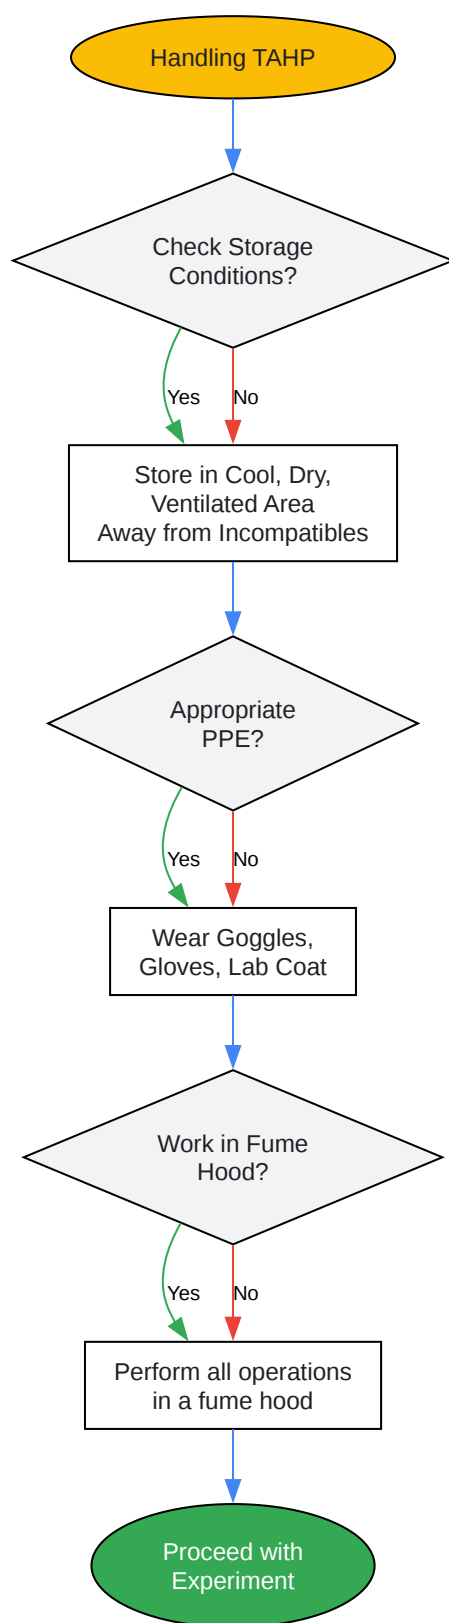 Handling TAHP
Check Storage
Conditions?
Yes
No
Store in Cool, Dry,
Ventilated Area
Away from Incompatibles
Appropriate
PPE?
Yes
No
Wear Goggles,
Gloves, Lab Coat
Work in Fume
Hood?
Yes
No
Perform all operations
in a fume hood
Proceed with
Experiment